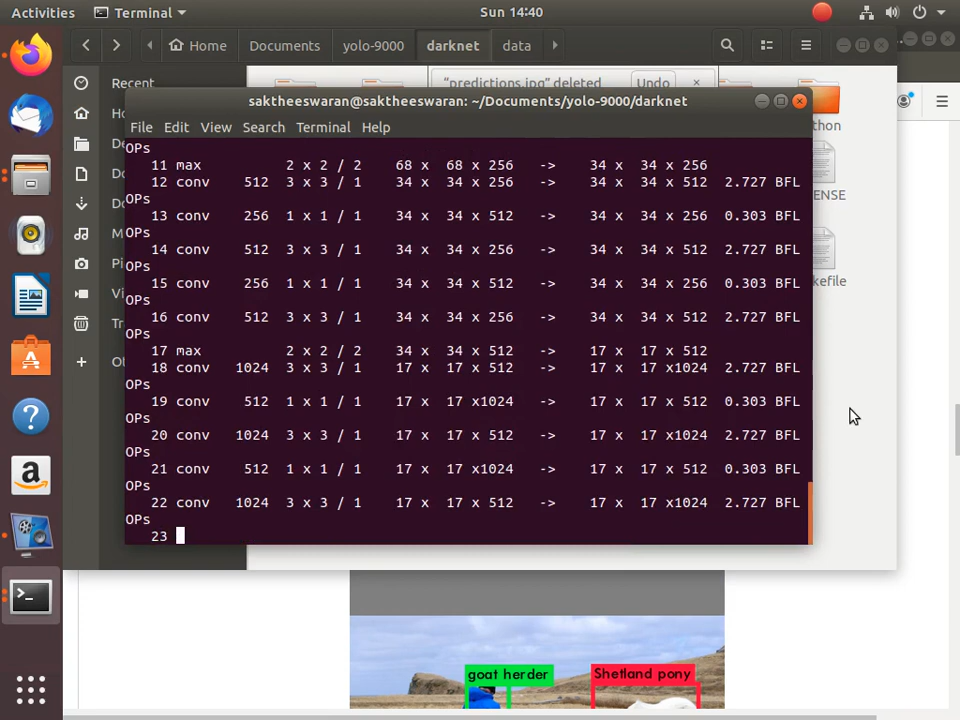 Activities
Terminal
Sun 14:40
Home
Documents
yolo-9000
darknet
data
Recent
"predictions.jpg" deleted
Undo
saktheeswaran@saktheeswaran: ~/Documents/yolo-9000/darknet
File Edit View Search Terminal Help
OPs
11 max 2 x 2 / 2 68 x 68 x 256 -> 34 x 34 x 256
12 conv 512 3 x 3 / 1 34 x 34 x 256 -> 34 x 34 x 512 2.727 BFL
OPs
13 conv 256 1 x 1 / 1 34 x 34 x 512 -> 34 x 34 x 256 0.303 BFL
OPs
14 conv 512 3 x 3 / 1 34 x 34 x 256 -> 34 x 34 x 512 2.727 BFL
OPs
15 conv 256 1 x 1 / 1 34 x 34 x 512 -> 34 x 34 x 256 0.303 BFL
OPs
16 conv 512 3 x 3 / 1 34 x 34 x 256 -> 34 x 34 x 512 2.727 BFL
OPs
17 max 2 x 2 / 2 34 x 34 x 512 -> 17 x 17 x 512
18 conv 1024 3 x 3 / 1 17 x 17 x 512 -> 17 x 17 x1024 2.727 BFL
OPs
19 conv 512 1 x 1 / 1 17 x 17 x1024 -> 17 x 17 x 512 0.303 BFL
OPs
20 conv 1024 3 x 3 / 1 17 x 17 x 512 -> 17 x 17 x1024 2.727 BFL
OPs
21 conv 512 1 x 1 / 1 17 x 17 x1024 -> 17 x 17 x 512 0.303 BFL
OPs
22 conv 1024 3 x 3 / 1 17 x 17 x 512 -> 17 x 17 x1024 2.727 BFL
OPs
23
goat herder
Shetland pony